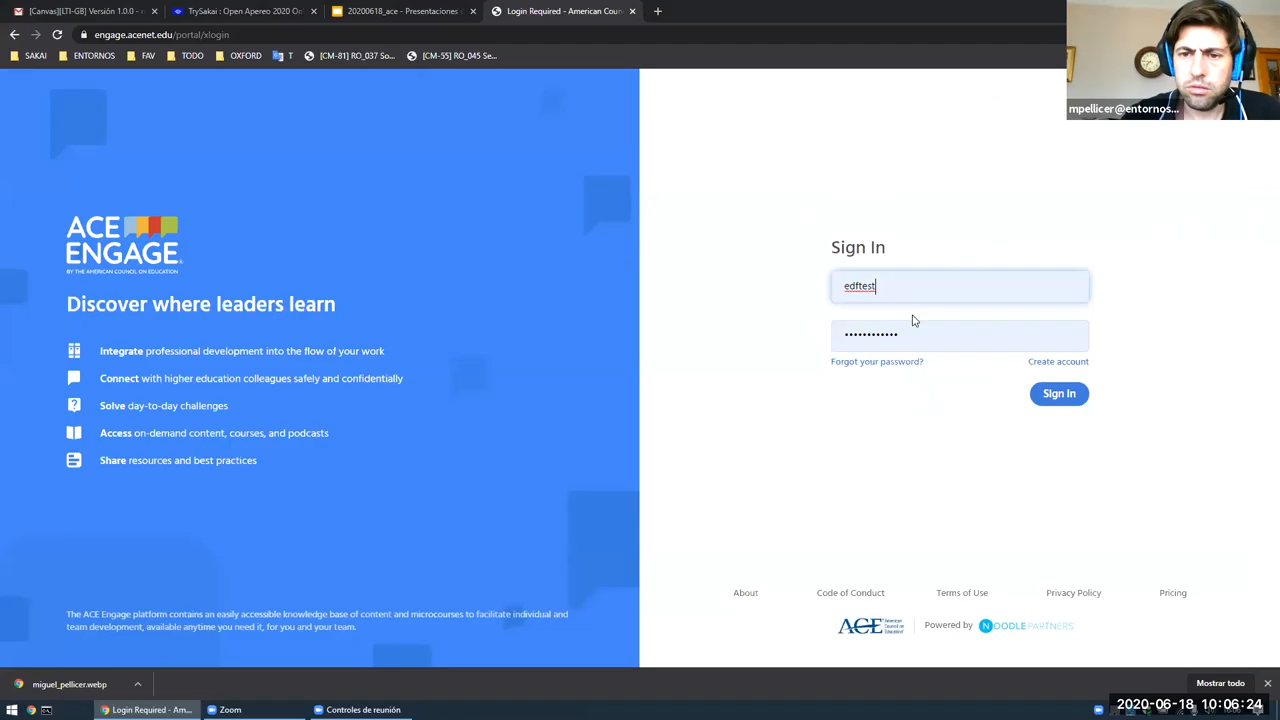 [Canvas][LTI-GB] Versión 1.0.0 -
TrySakai : Open Apereo 2020 On
20200618_ace - Presentaciones d
Login Required - American Counc
engage.acenet.edu/portal/xlogin
SAKAI
ENTORNOS
FAV
TODO
OXFORD
T
[CM-81] RO_037 So...
[CM-55] RO_045 Se...
mpellicer@entornos...
ACE
ENGAGE
BY THE AMERICAN COUNCIL ON EDUCATION
Discover where leaders learn
Integrate professional development into the flow of your work
Connect with higher education colleagues safely and confidentially
Solve day-to-day challenges
Access on-demand content, courses, and podcasts
Share resources and best practices
The ACE Engage platform contains an easily accessible knowledge base of content and microcourses to facilitate individual and
team development, available anytime you need it, for you and your team.
Sign In
edftest
••••••••••••
Forgot your password?
Create account
Sign In
About
Code of Conduct
Terms of Use
Privacy Policy
Pricing
ACE American
Council on
Education
Powered by
NOODLE PARTNERS
miguel_pellicer.webp
Mostrar todo
Login Required - Am...
Zoom
Controles de reunión
2020-06-18 10:06:24